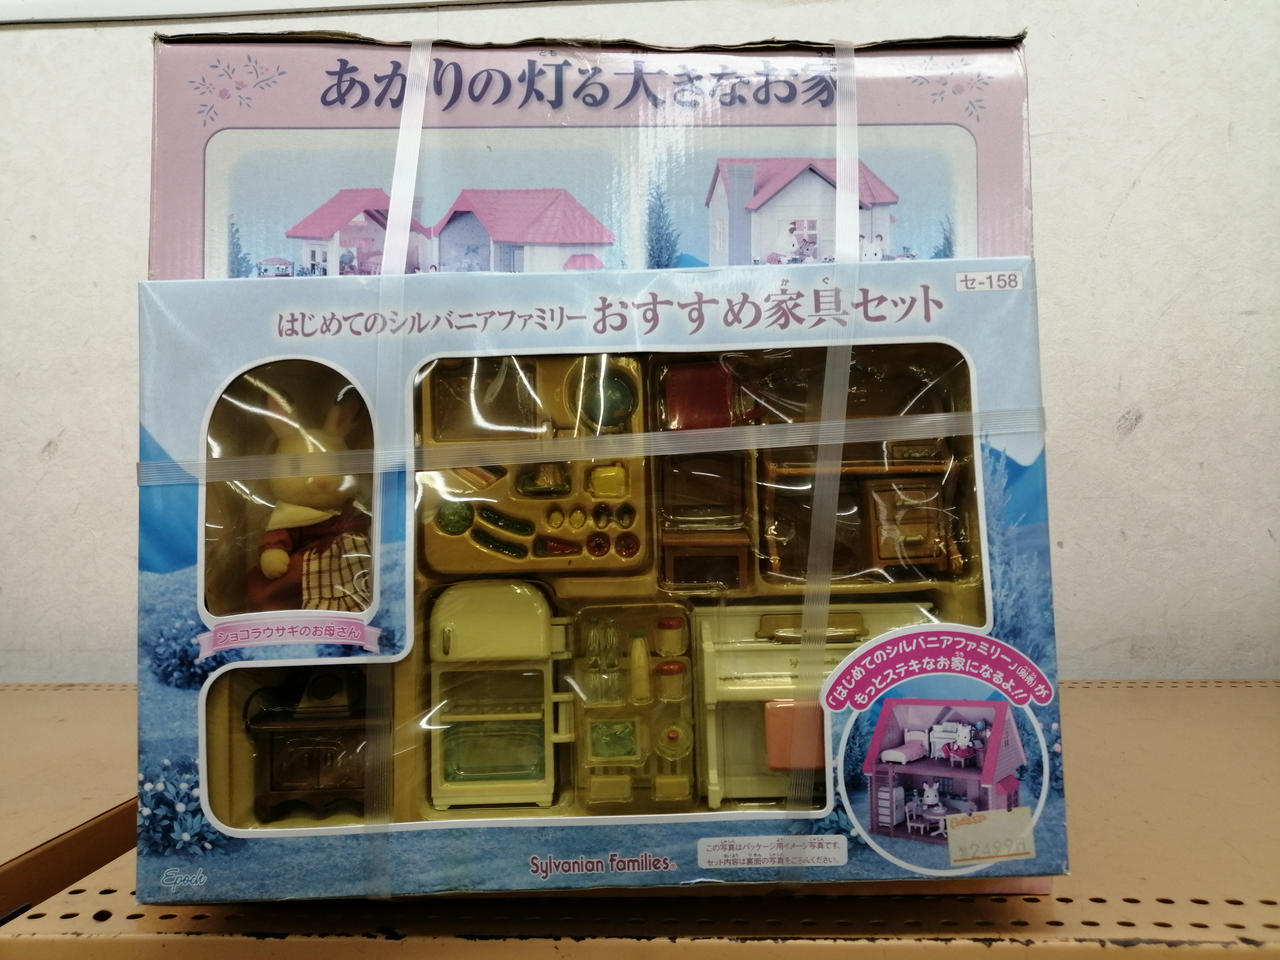 あかりの灯る大きなお家
セ-158
はじめてのシルバニアファミリーおすすめ家具セット
ショコラウサギのお母さん
Sylvanian Families
「はじめてのシルバニアファミリー」(別売)が
もっとステキなお家になるよ!!
この写真はパッケージ用イメージ写真です。
セット内容は裏面の写真をごらんください。
Sylvanian Families
Epoch
2499